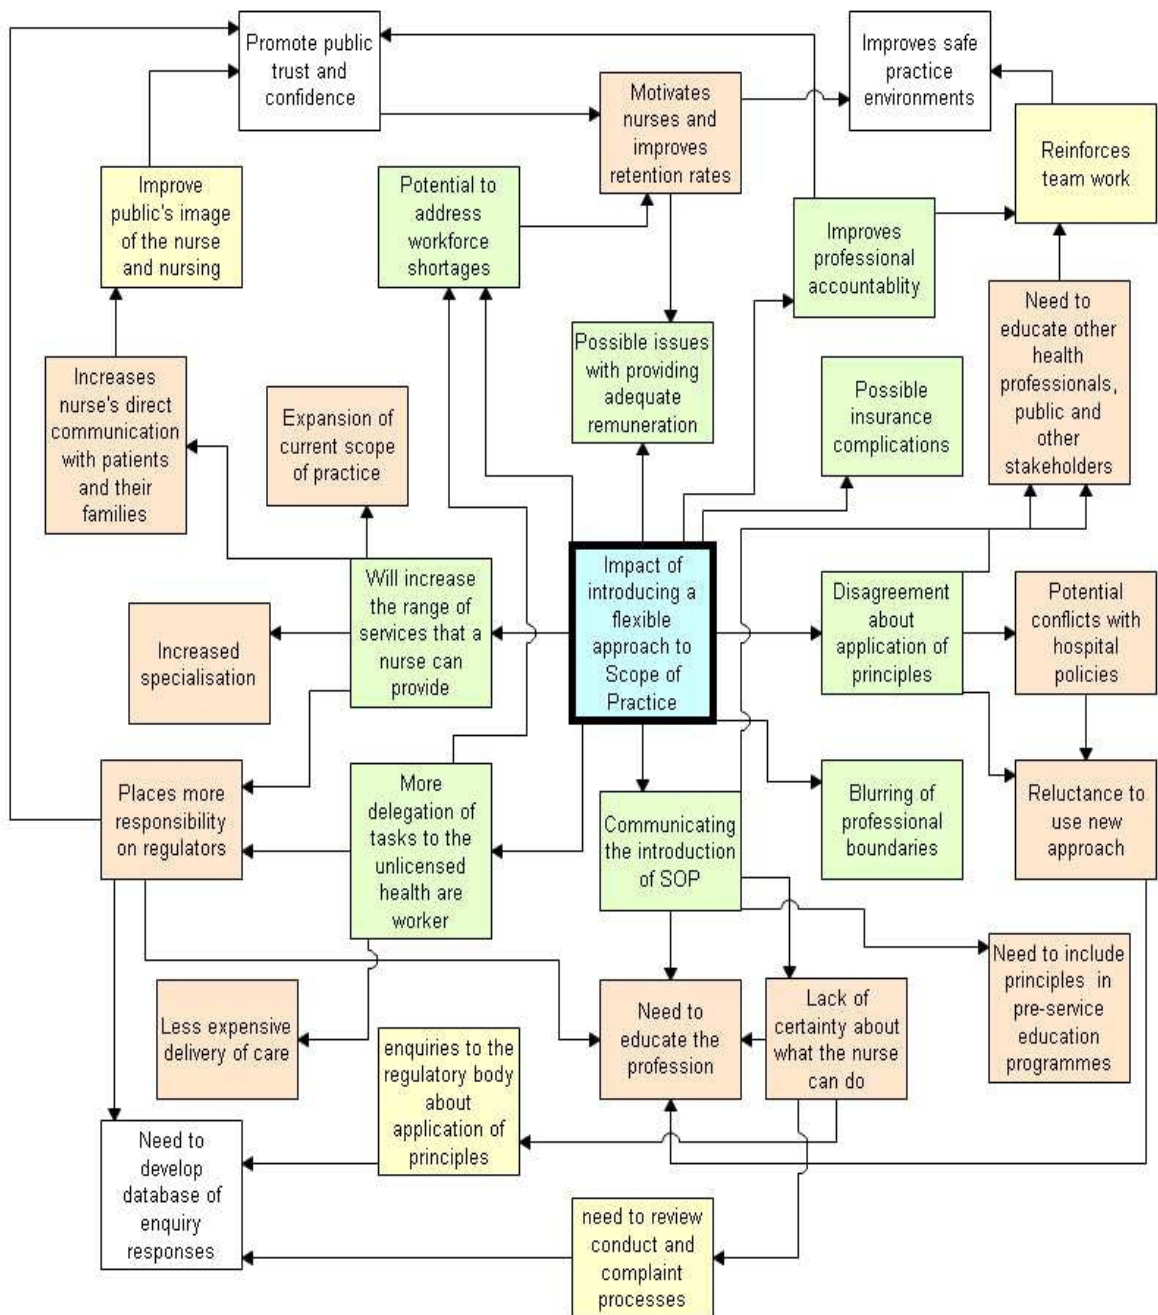 Promote public
trust and
confidence
Improves safe
practice
environments
Motivates
nurses and
improves
retention rates
Reinforces
team work
Improve
public's image
of the nurse
and nursing
Potential to
address
workforce
shortages
Improves
professional
accountablity
Need to
educate other
health
professionals,
public and
other
stakeholders
Possible issues
with providing
adequate
remuneration
Increases
nurse's direct
communication
with patients
and their
families
Expansion of
current scope
of practice
Possible
insurance
complications
Will increase
the range of
services that a
nurse can
provide
Impact of
introducing a
flexible
approach to
Scope of
Practice
Disagreement
about
application of
principles
Potential
conflicts with
hospital
policies
Increased
specialisation
Places more
responsibility
on regulators
More
delegation of
tasks to the
unlicensed
health are
worker
Communicating
the introduction
of SOP
Blurring of
professional
boundaries
Reluctance to
use new
approach
Need to include
principles in
pre-service
education
programmes
Less expensive
delivery of care
Need to
educate the
profession
Lack of
certainty about
what the nurse
can do
enquiries to the
regulatory body
about
application of
principles
Need to
develop
database of
enquiry
responses
need to review
conduct and
complaint
processes